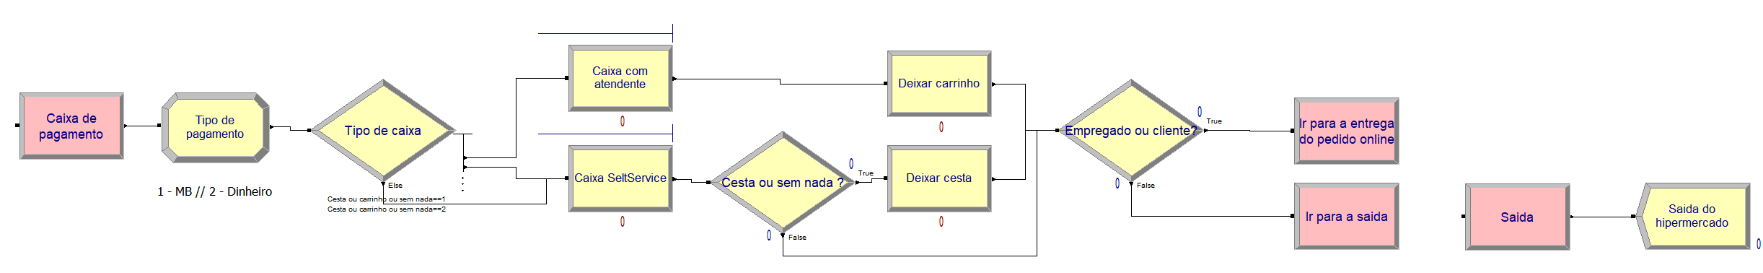 Caixa de
pagamento
Tipo de
pagamento
1 - MB // 2 - Dinheiro
Tipo de caixa
Else
Cesta ou carrinho ou sem nada==1
Cesta ou carrinho ou sem nada==2
Caixa com
atendente
0
Caixa SeltService
0
Cesta ou sem nada ?
0
True
0
False
Deixar carrinho
0
Deixar cesta
0
Empregado ou cliente?
0
True
0
False
Ir para a entrega
do pedido online
Ir para a saida
Saida
Saida do
hipermercado
0